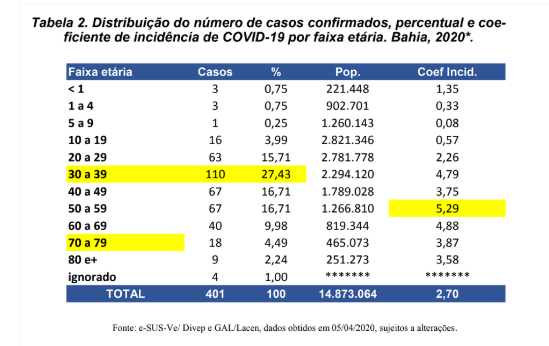 Tabela 2. Distribuição do número de casos confirmados, percentual e coe-
ficiente de incidência de COVID-19 por faixa etária. Bahia, 2020*.
Faixa etária Casos % Pop. Coef Incid.
< 1 3 0,75 221.448 1,35
1 a 4 3 0,75 902.701 0,33
5 a 9 1 0,25 1.260.143 0,08
10 a 19 16 3,99 2.821.346 0,57
20 a 29 63 15,71 2.781.778 2,26
30 a 39 110 27,43 2.294.120 4,79
40 a 49 67 16,71 1.789.028 3,75
50 a 59 67 16,71 1.266.810 5,29
60 a 69 40 9,98 819.344 4,88
70 a 79 18 4,49 465.073 3,87
80 e+ 9 2,24 251.273 3,58
ignorado 4 1,00 ******* *******
TOTAL 401 100 14.873.064 2,70
Fonte: e-SUS-Ve/ Divep e GAL/Lacen, dados obtidos em 05/04/2020, sujeitos a alterações.